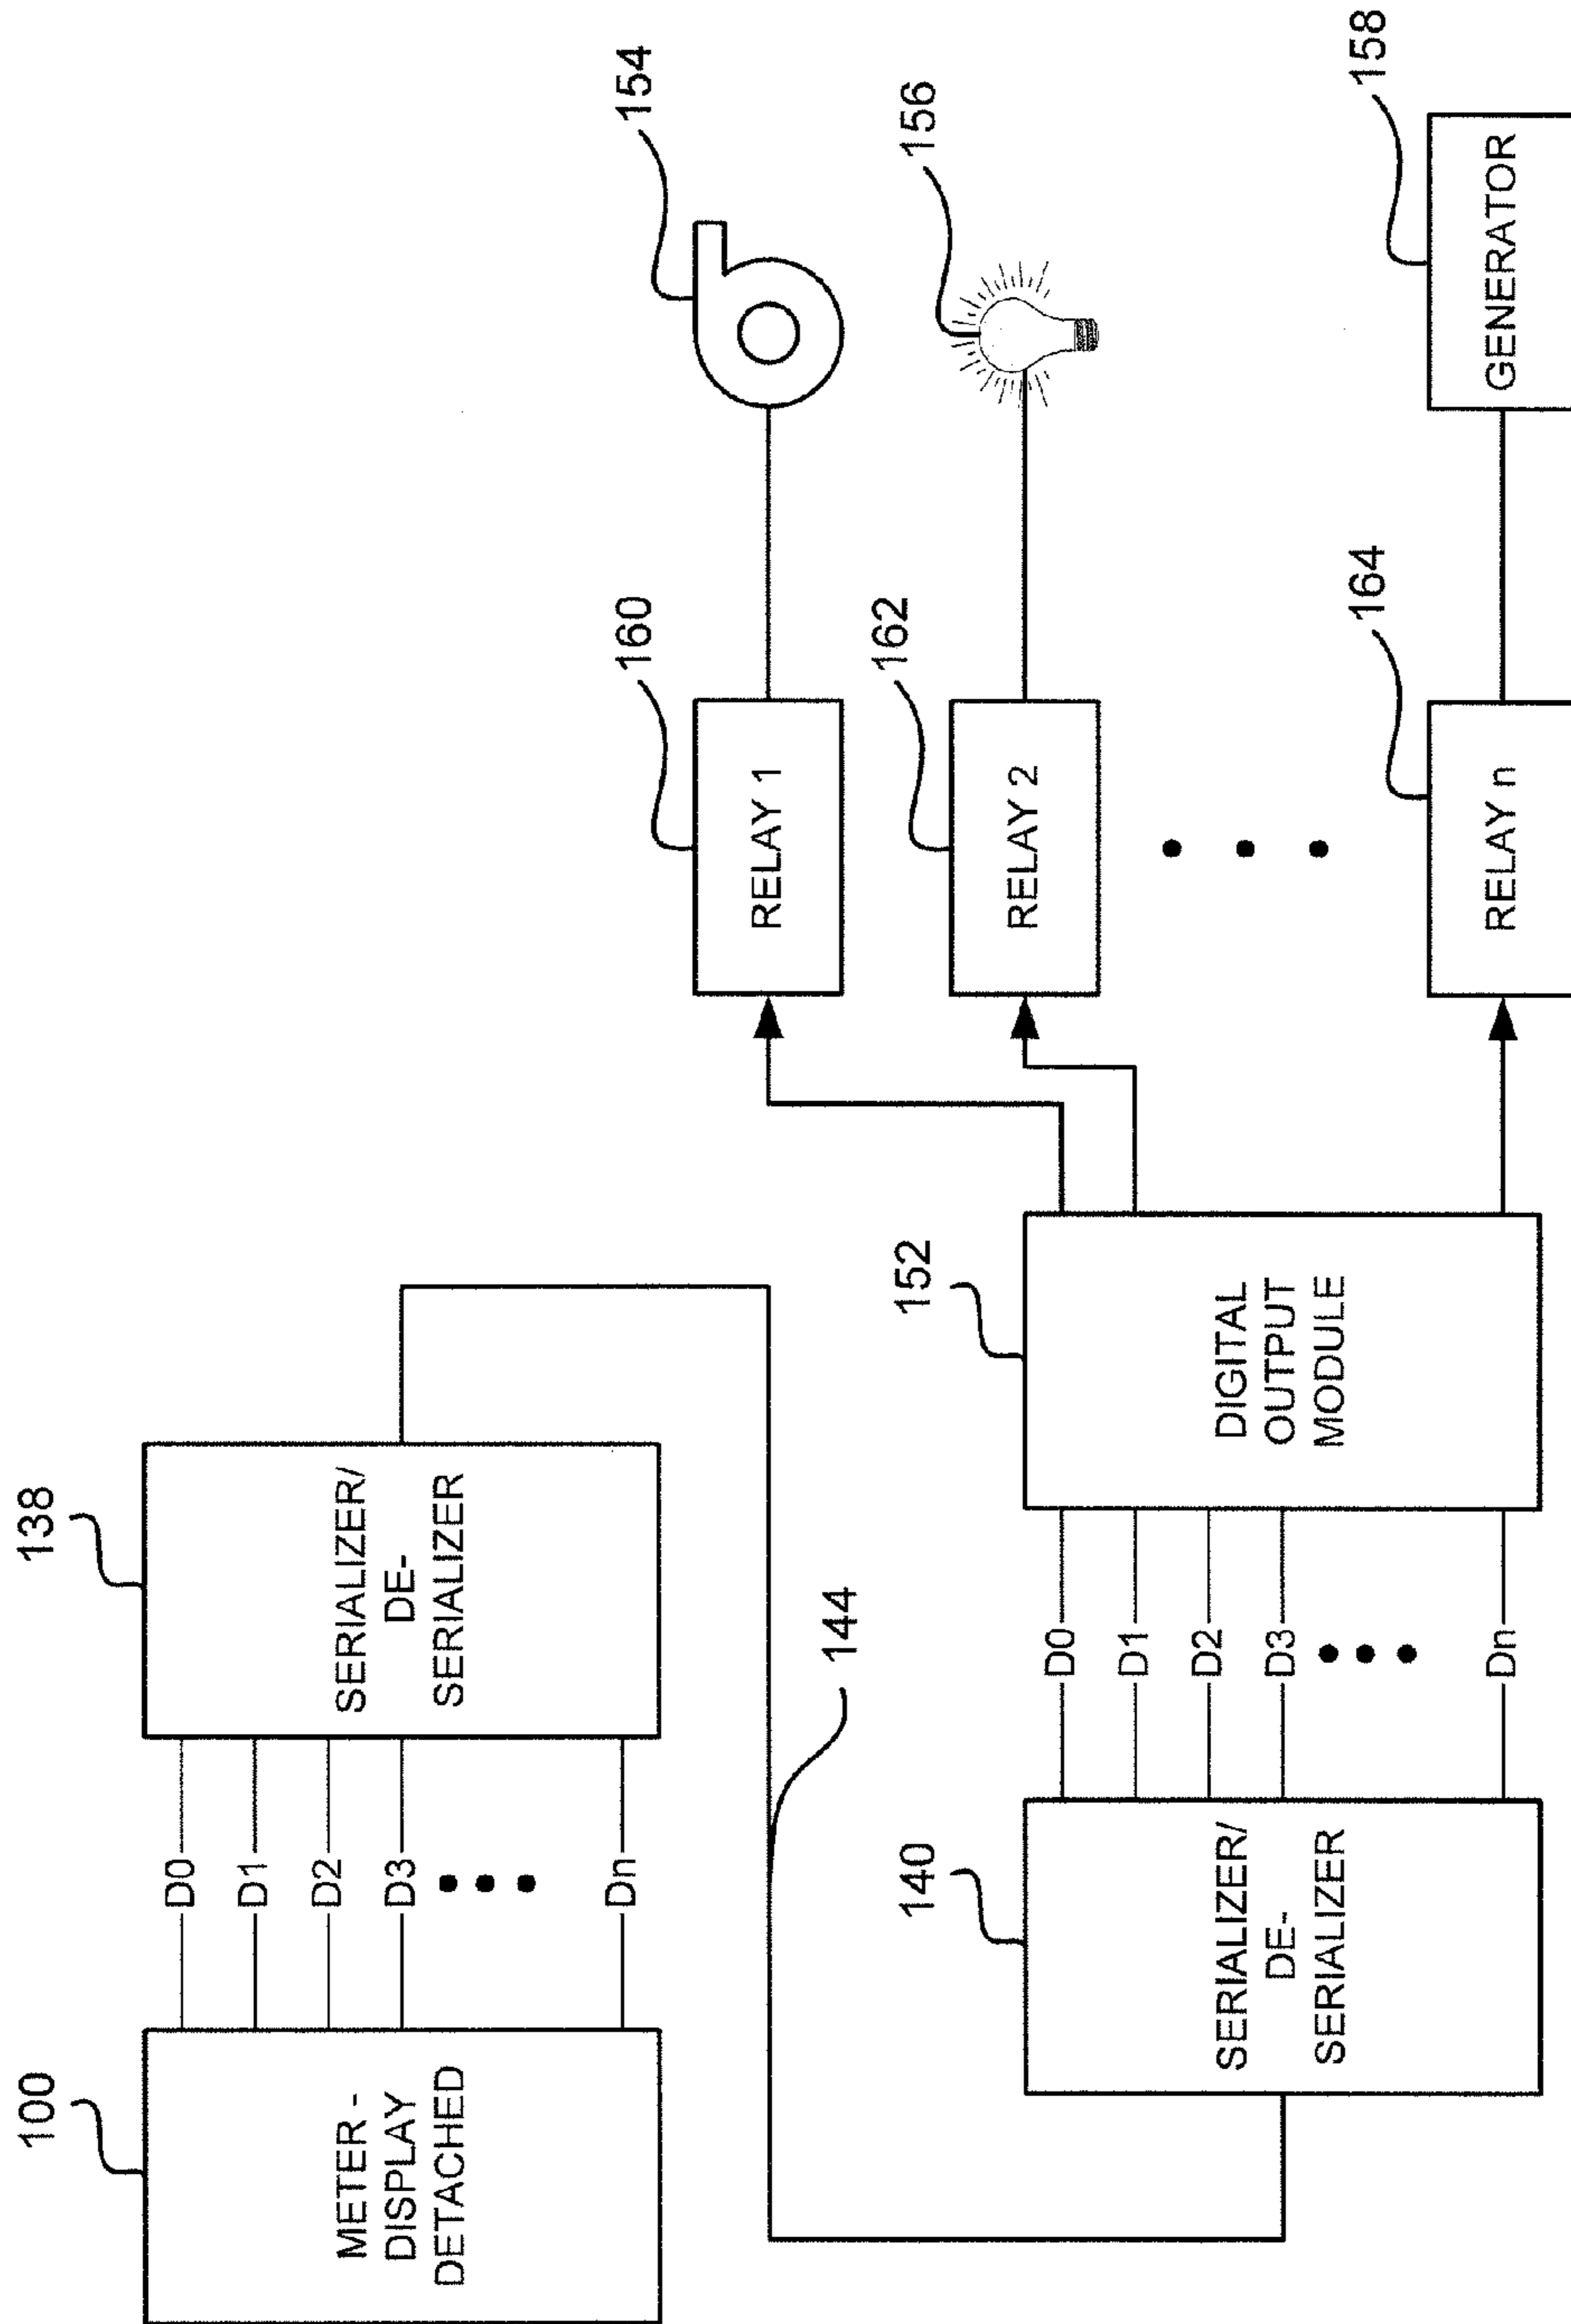 100
METER -
DISPLAY
DETACHED
D0
D1
D2
D3
Dn
138
SERIALIZER/
DE-
SERIALIZER
144
140
SERIALIZER/
DE-
SERIALIZER
D0
D1
D2
D3
Dn
152
DIGITAL
OUTPUT
MODULE
160
RELAY 1
154
162
RELAY 2
156
164
RELAY n
158
GENERATOR